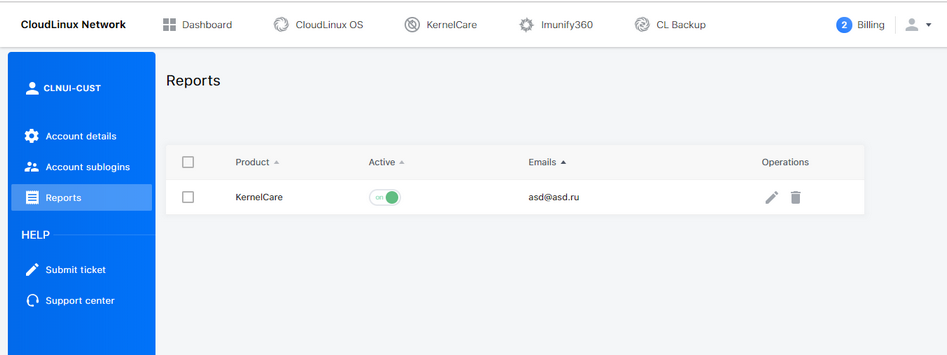 CloudLinux Network Dashboard CloudLinux OS KernelCare Imunify360 CL Backup 2 Billing
CLNUI-CUST
Account details
Account sublogins
Reports
HELP
Submit ticket
Support center
Reports
Product Active Emails Operations
KernelCare on asd@asd.ru